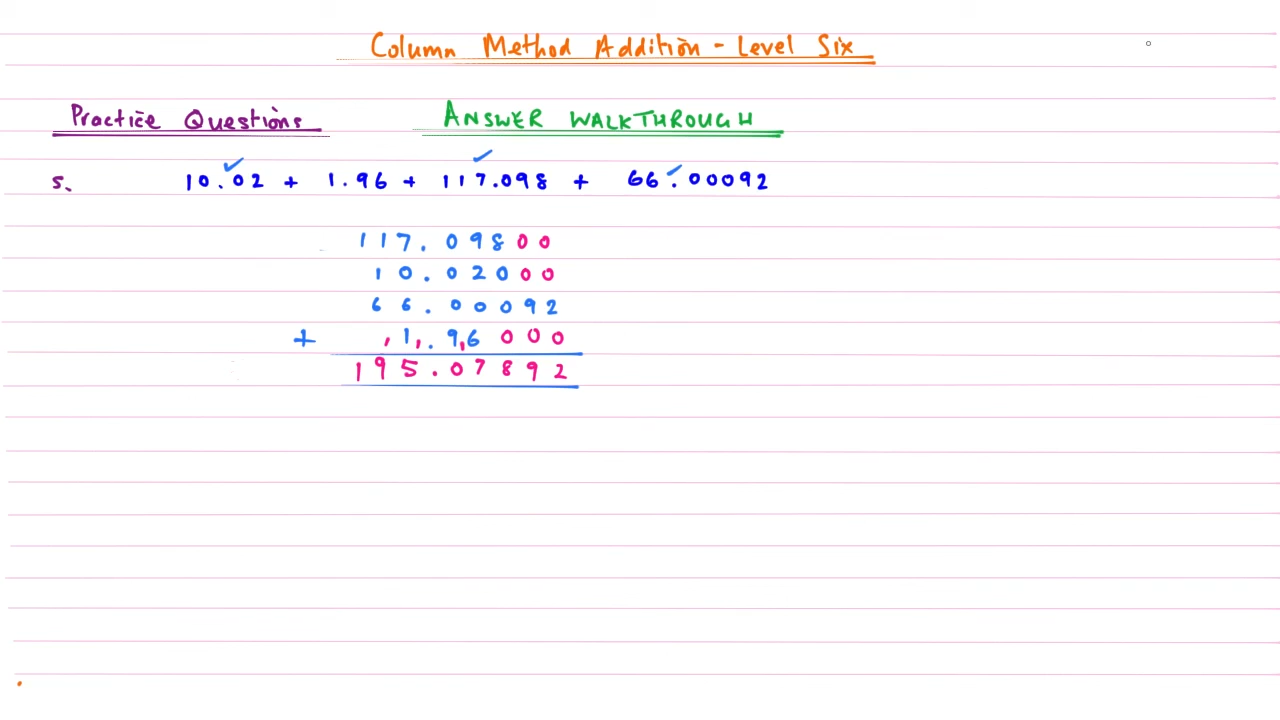 Column Method Addition - Level Six
Practice Questions ANSWER WALKTHROUGH
5. 10.02 + 1.96 + 117.098 + 66.00092
117.09800
10.02000
66.00092
+ 1.96000
195.07892